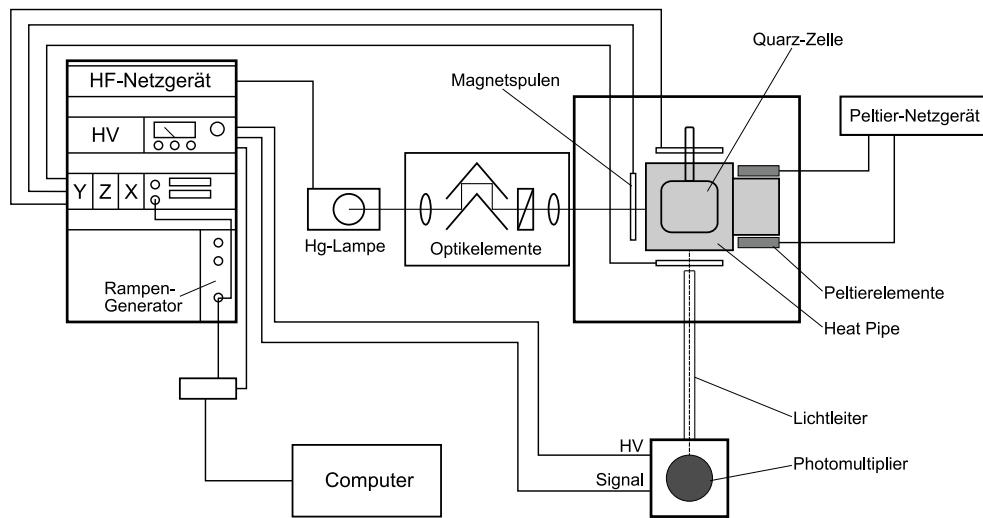 Quarz-Zelle
Magnetspulen
HF-Netzgerät
Peltier-Netzgerät
HV
Y Z X
Hg-Lampe
Optikelemente
Rampen-
Generator
Peltierelemente
Heat Pipe
Lichtleiter
HV
Photomultiplier
Computer
Signal